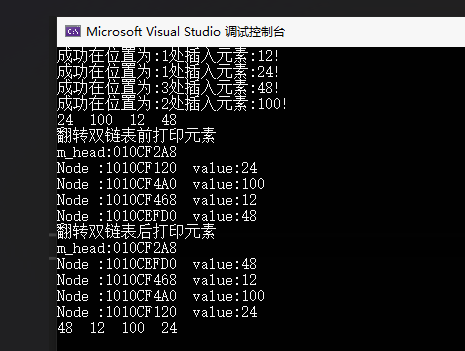 Microsoft Visual Studio 调试控制台
成功在位置为:1处插入元素:12!
成功在位置为:1处插入元素:24!
成功在位置为:3处插入元素:48!
成功在位置为:2处插入元素:100!
24  100  12  48
翻转双链表前打印元素
m_head:010CF2A8
Node :1010CF120  value:24
Node :1010CF4A0  value:100
Node :1010CF468  value:12
Node :1010CEFD0  value:48
翻转双链表后打印元素
m_head:010CF2A8
Node :1010CEFD0  value:48
Node :1010CF468  value:12
Node :1010CF4A0  value:100
Node :1010CF120  value:24
48  12  100  24